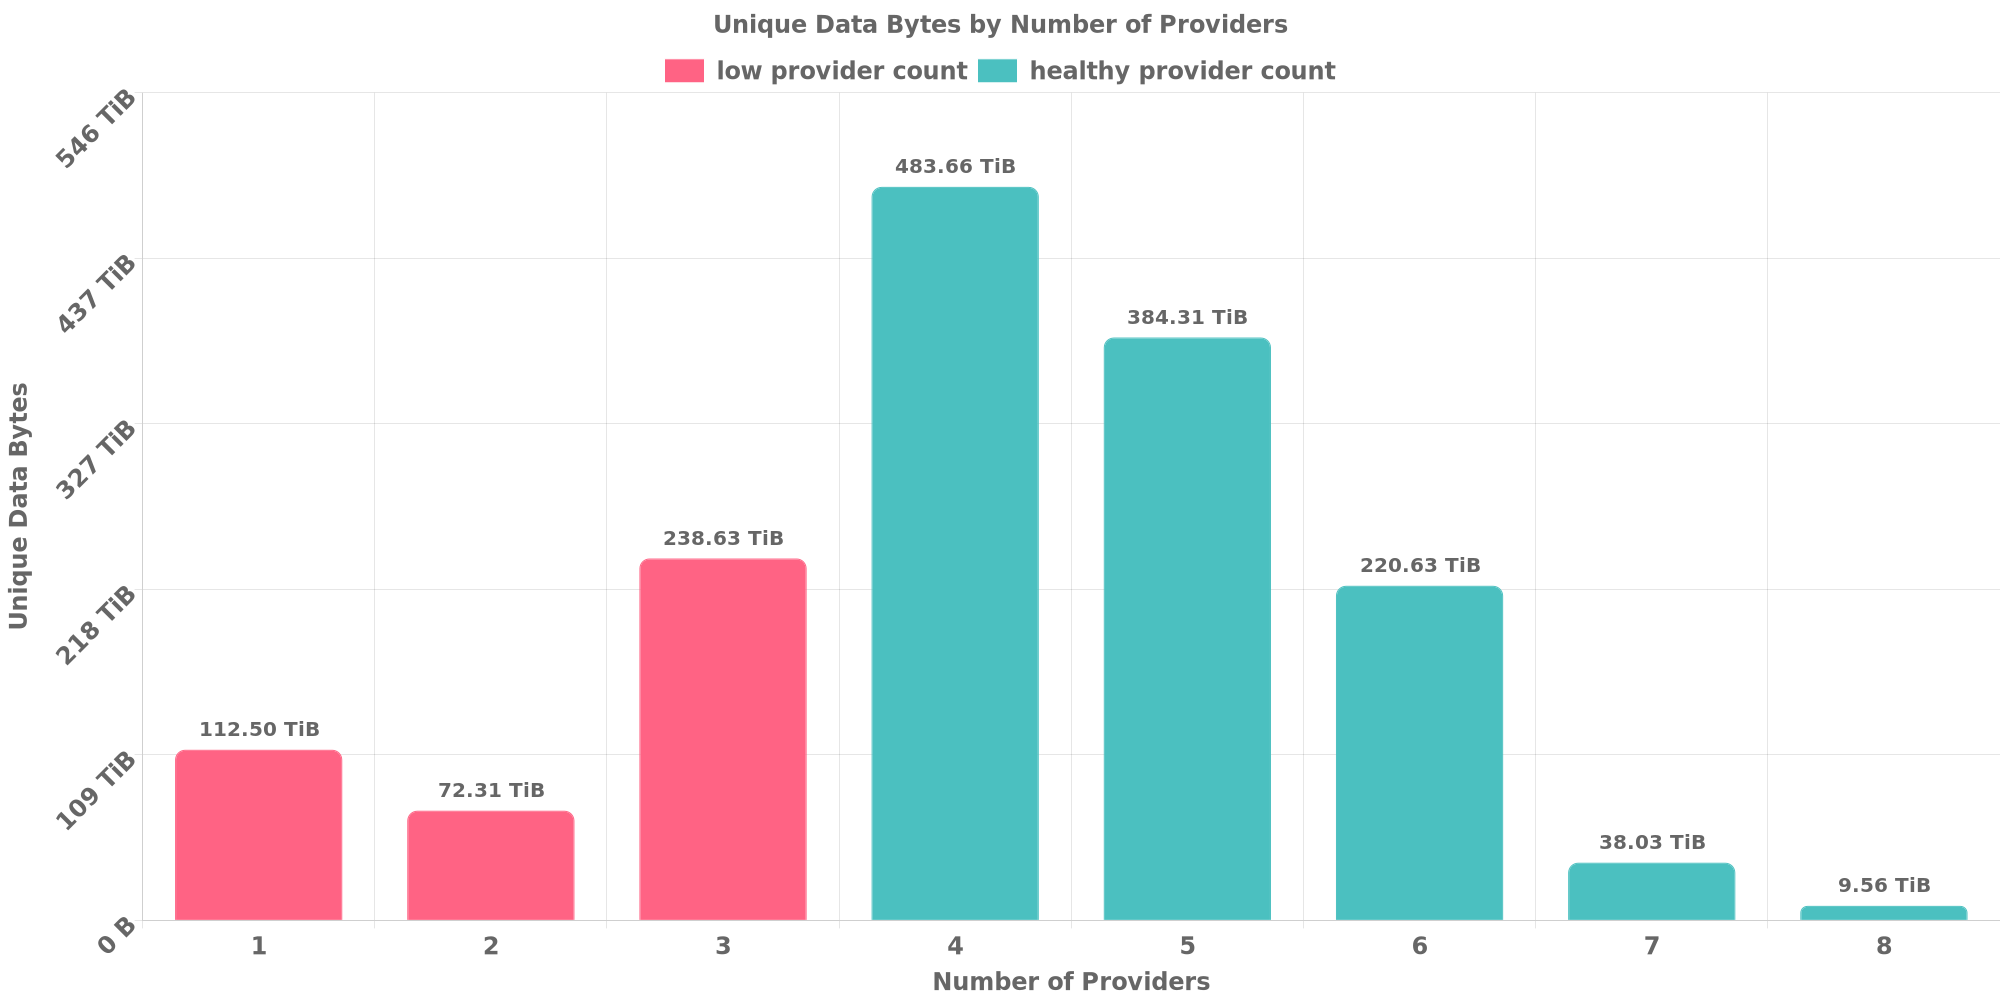 Unique Data Bytes by Number of Providers
low provider count healthy provider count
546 TiB
437 TiB
327 TiB
218 TiB
109 TiB
0 B
Unique Data Bytes
112.50 TiB
72.31 TiB
238.63 TiB
483.66 TiB
384.31 TiB
220.63 TiB
38.03 TiB
9.56 TiB
1 2 3 4 5 6 7 8
Number of Providers